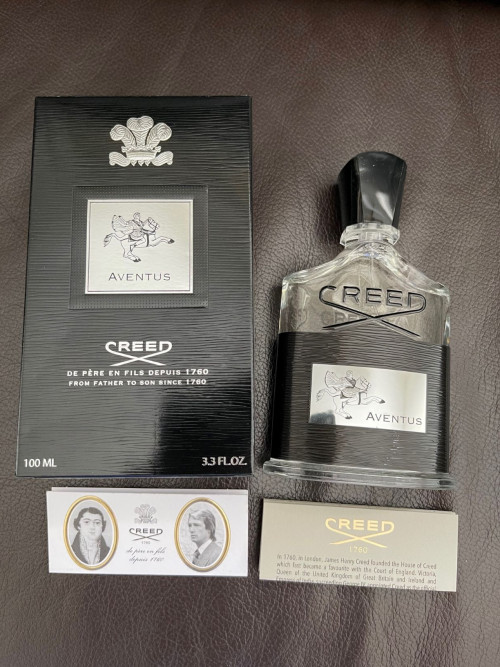 AVENTUS
CREED
DE PÈRE EN FILS DEPUIS 1760
FROM FATHER TO SON SINCE 1760
100 ML 3.3 FL.OZ.
CREED
AVENTUS
CREED
1760
de père en fils
depuis 1760
CREED
1760
In 1760, in London, James Henry Creed founded the House of Creed
which fast became a favourite with the Court of England. Victoria,
Queen of the United Kingdom of Great Britain and Ireland and